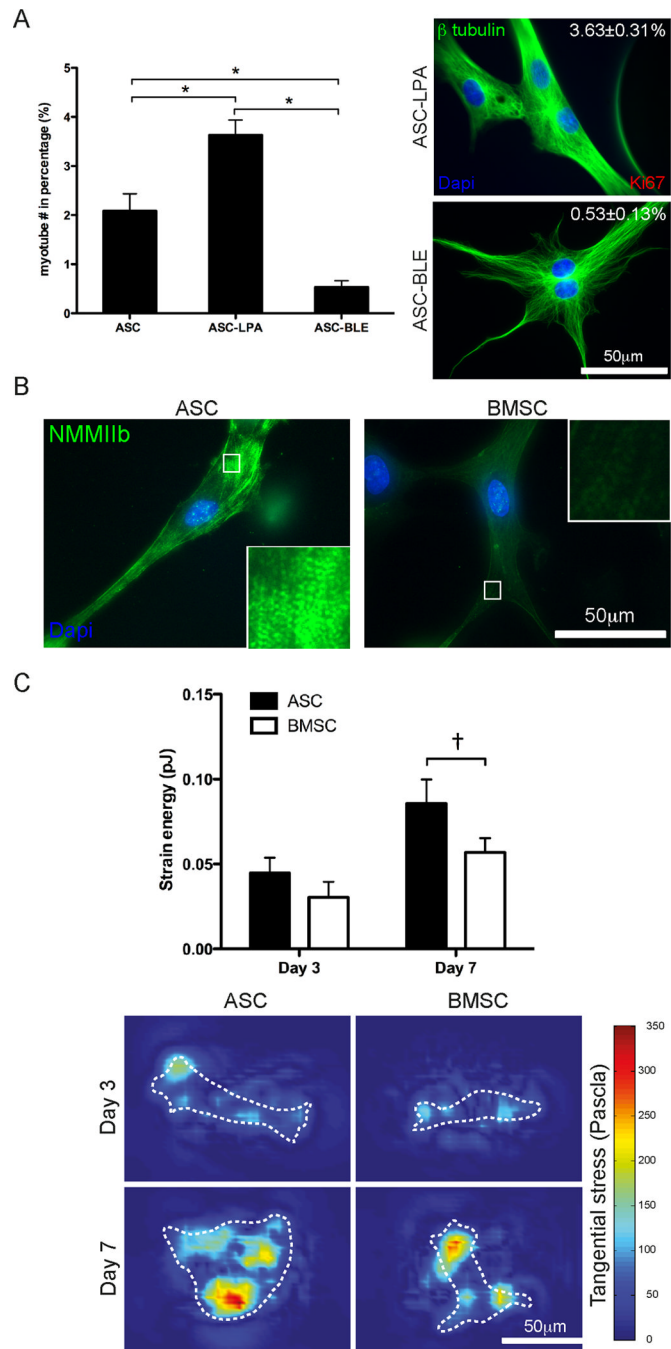 A
myotube # in percentage (%)
5
4
3
2
1
0
* * *
ASC ASC-LPA ASC-BLE
ASC-LPA
β tubulin 3.63±0.31%
Dapi Ki67
ASC-BLE
0.53±0.13%
50μm
B
ASC BMSC
NMMIIb
Dapi
50μm
C
Strain energy (pJ)
0.15
0.10
0.05
0.00
ASC
BMSC
†
Day 3 Day 7
ASC BMSC
Day 3
Day 7
50μm
350
300
250
200
150
100
50
0
Tangential stress (Pascla)